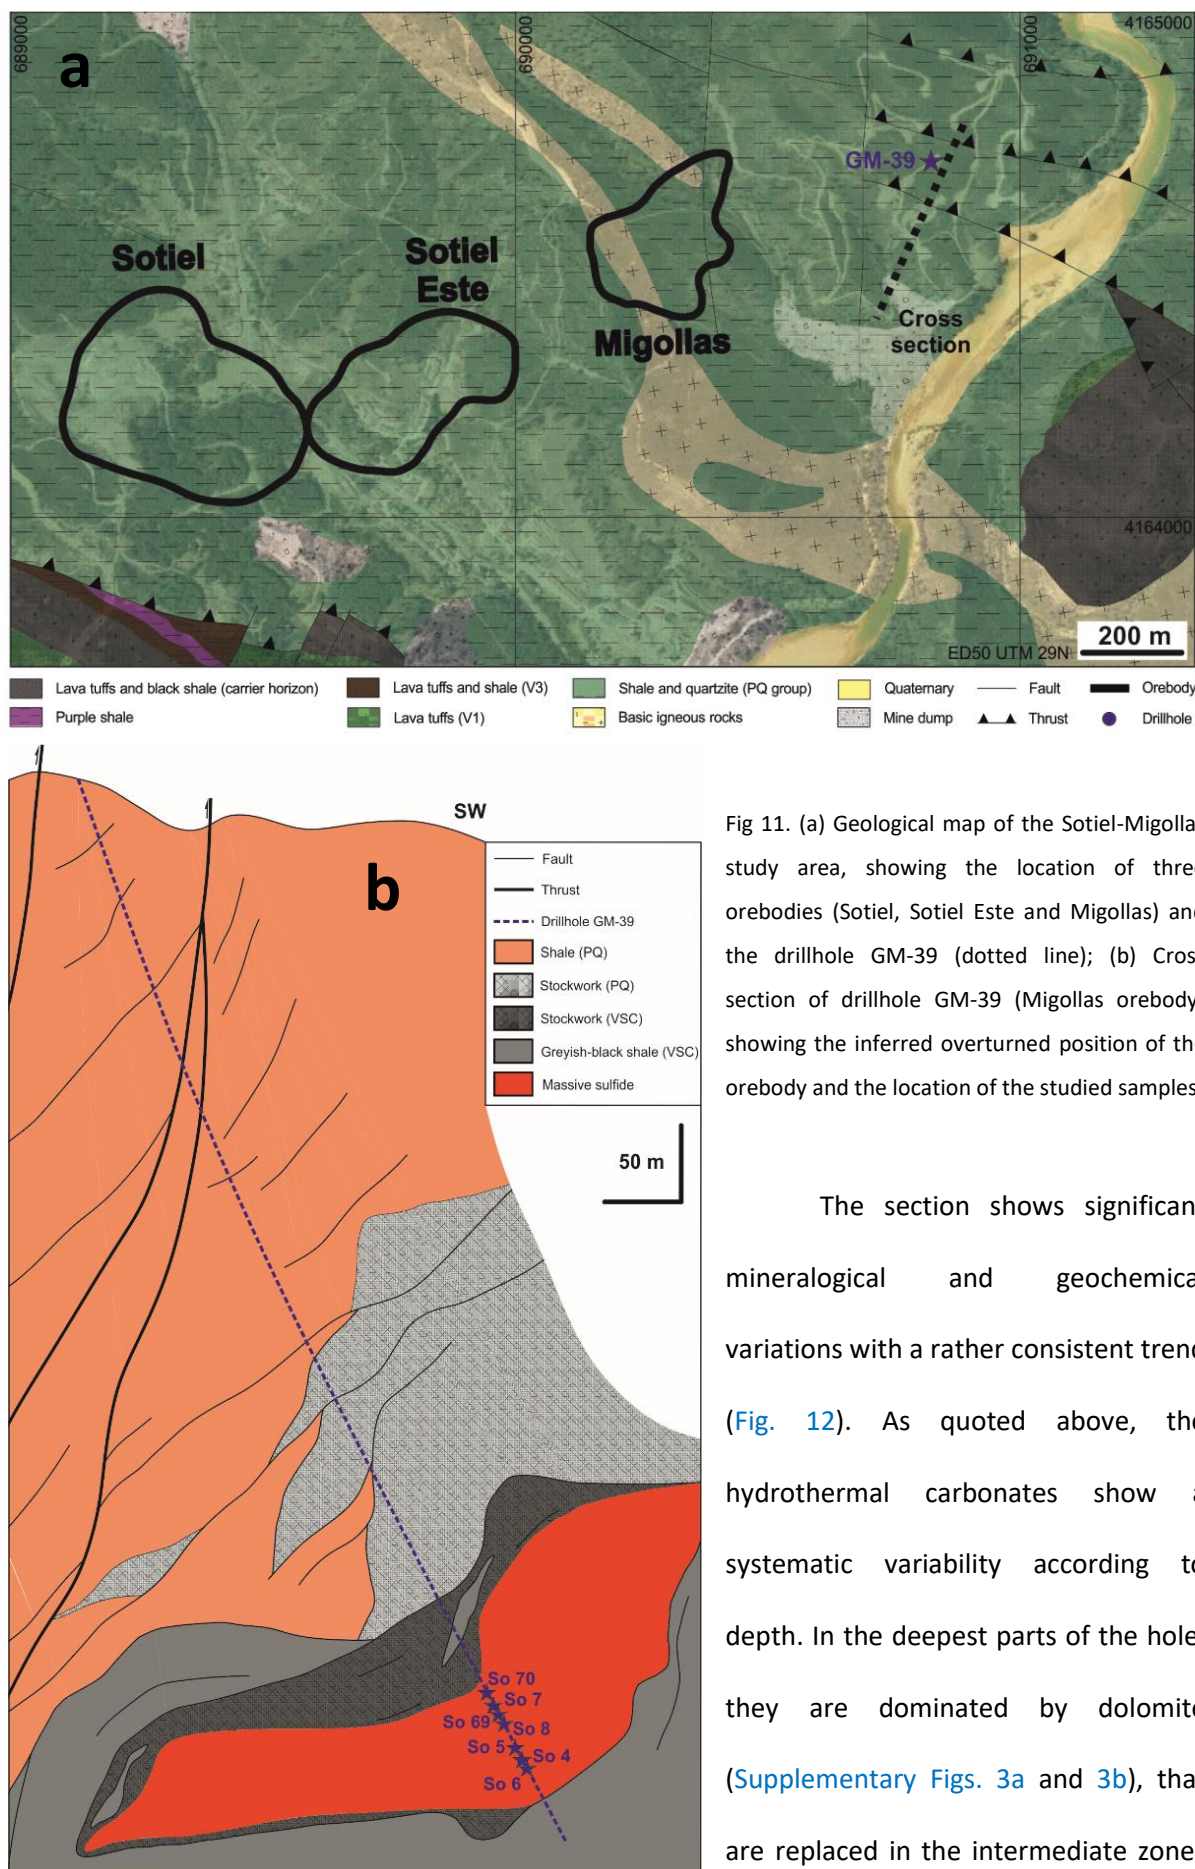 a
689000
690000
691000
4165000
GM-39
Sotiel
Sotiel
Este
Migollas
Cross
section
4164000
ED50 UTM 29N
200 m
Lava tuffs and black shale (carrier horizon)
Lava tuffs and shale (V3)
Shale and quartzite (PQ group)
Quaternary
Fault
Orebody
Purple shale
Lava tuffs (V1)
Basic igneous rocks
Mine dump
Thrust
Drillhole
SW
b
Fault
Thrust
Drillhole GM-39
Shale (PQ)
Stockwork (PQ)
Stockwork (VSC)
Greyish-black shale (VSC)
Massive sulfide
50 m
So 70
So 7
So 69
So 8
So 5
So 4
So 6
Fig 11. (a) Geological map of the Sotiel-Migolla
study area, showing the location of three
orebodies (Sotiel, Sotiel Este and Migollas) and
the drillhole GM-39 (dotted line); (b) Cros
section of drillhole GM-39 (Migollas orebody
showing the inferred overturned position of the
orebody and the location of the studied samples
The section shows significan
mineralogical and geochemica
variations with a rather consistent trend
(Fig. 12). As quoted above, the
hydrothermal carbonates show a
systematic variability according to
depth. In the deepest parts of the hole
they are dominated by dolomite
(Supplementary Figs. 3a and 3b), tha
are replaced in the intermediate zone